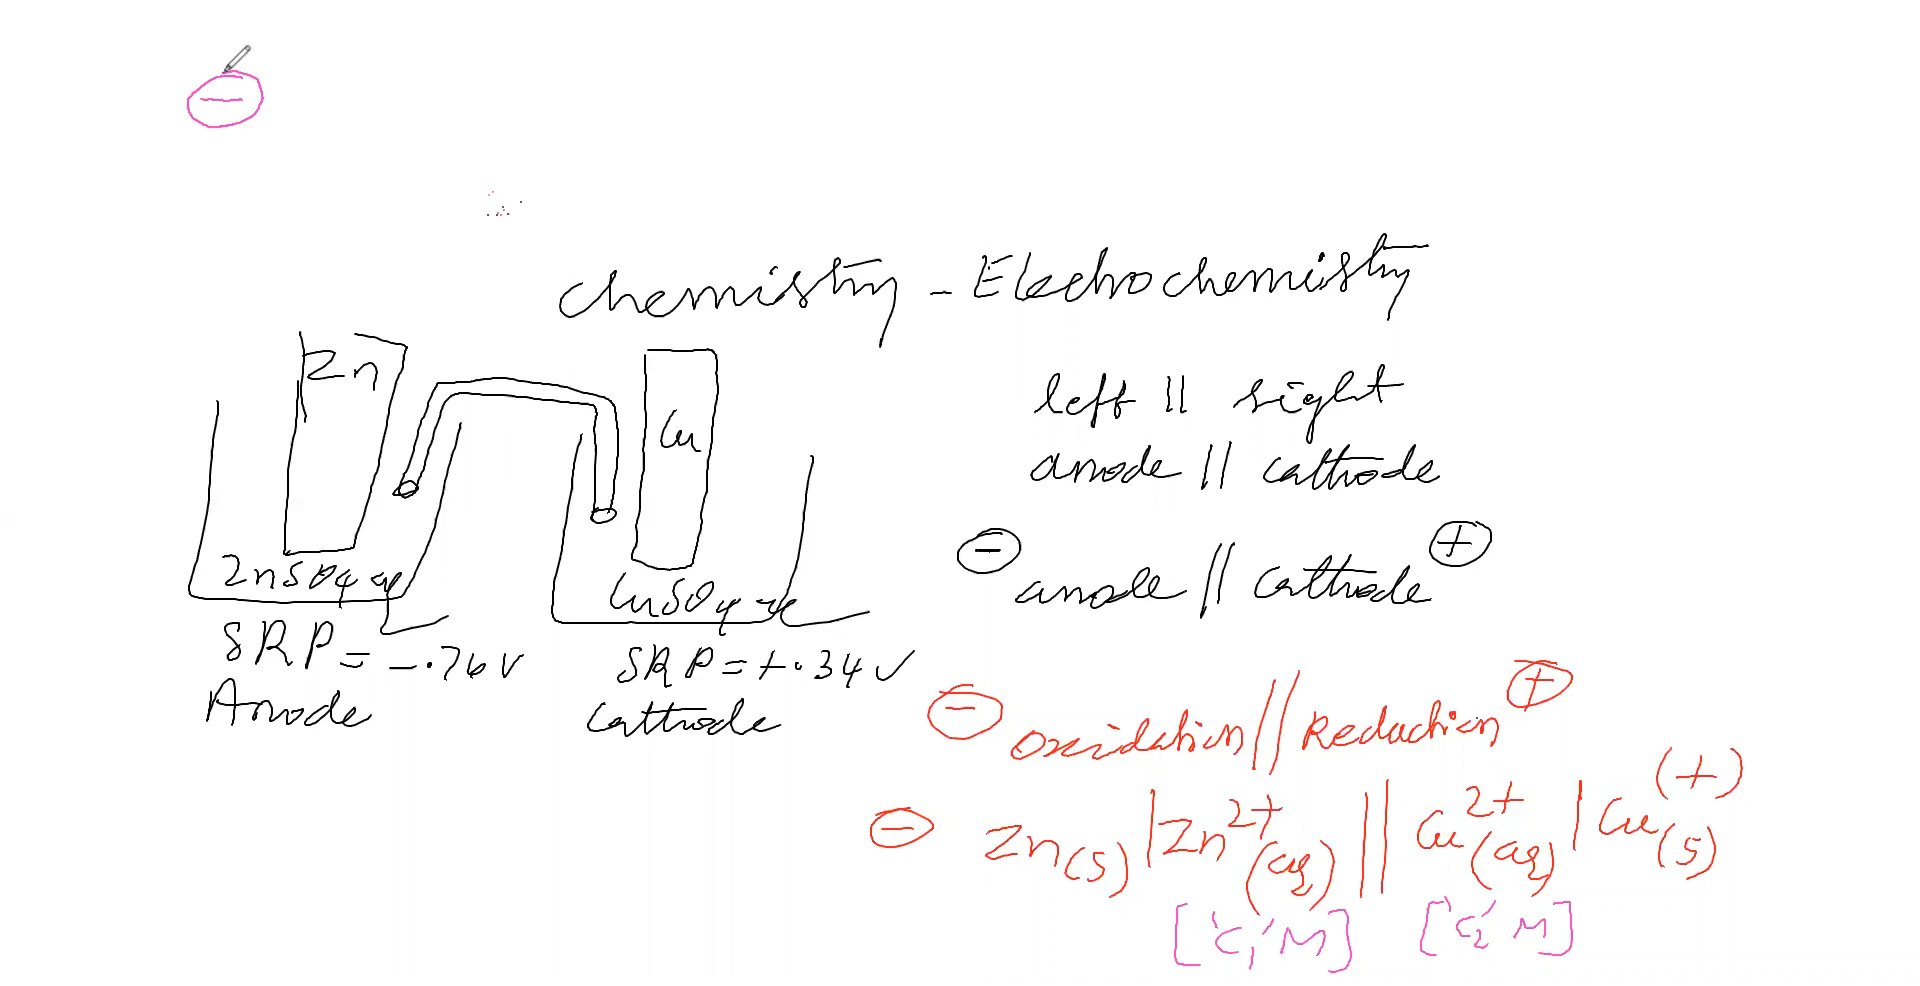 ⊖
Chemistry - Electrochemistry
Zn
Cu
ZnSO4 aq
CuSO4 aq
SRP = -.76V
SRP = +.34V
Anode
Cathode
left || right
anode || cathode
⊖ anode || cathode ⊕
⊖ oxidation || Reduction ⊕
⊖ Zn(s) | Zn²⁺(aq) || Cu²⁺(aq) | Cu(s) (+)
['C₁' M] ['C₂' M]